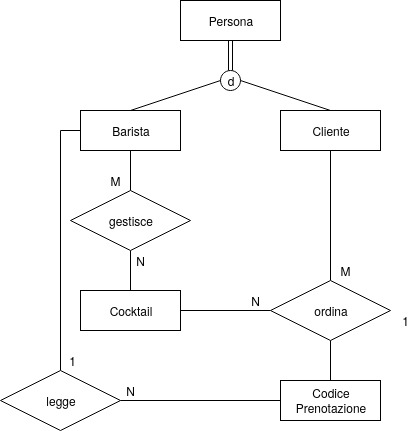 Persona
d
Barista
Cliente
M
gestisce
N
Cocktail
M
N
ordina
1
1
legge
N
Codice
Prenotazione